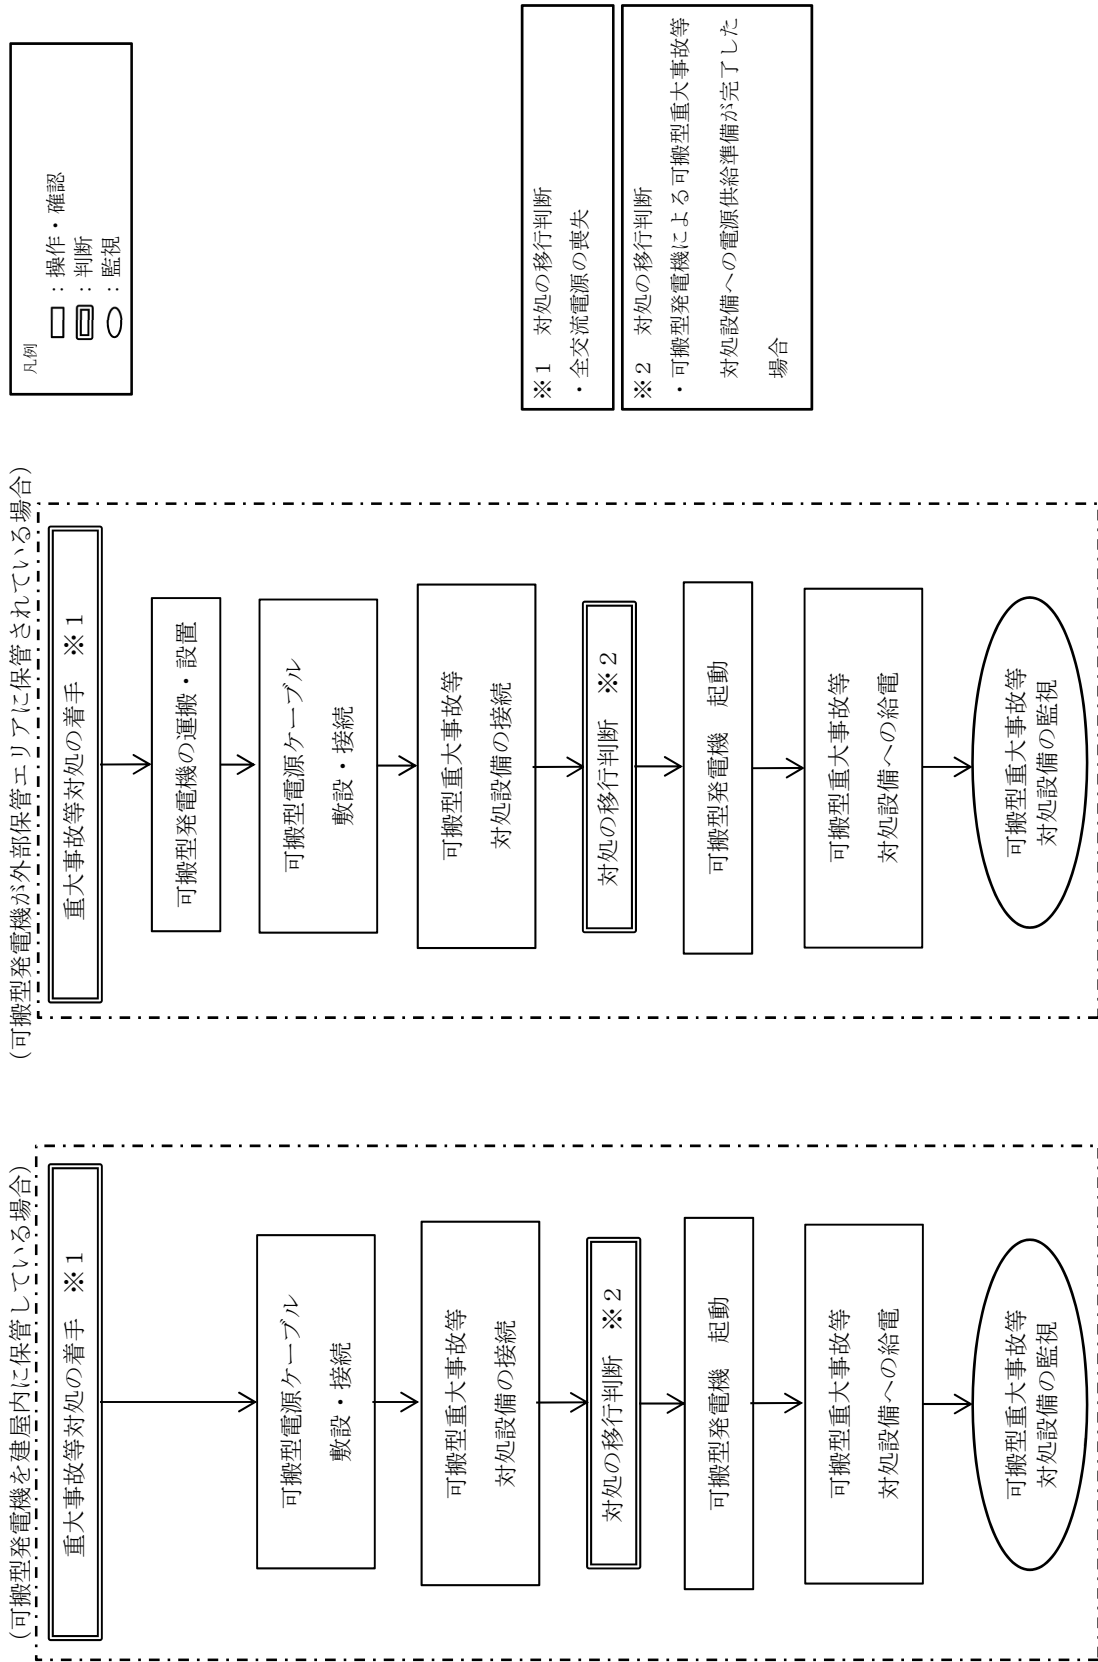 (可搬型発電機を建屋内に保管している場合)
重大事故等対処の着手　※1
可搬型電源ケーブル
敷設・接続
可搬型重大事故等
対処設備の接続
対処の移行判断　※2
可搬型発電機　起動
可搬型重大事故等
対処設備への給電
可搬型重大事故等
対処設備の監視
(可搬型発電機が外部保管エリアに保管されている場合)
重大事故等対処の着手　※1
可搬型発電機の運搬・設置
可搬型電源ケーブル
敷設・接続
可搬型重大事故等
対処設備の接続
対処の移行判断　※2
可搬型発電機　起動
可搬型重大事故等
対処設備への給電
可搬型重大事故等
対処設備の監視
凡例
：操作・確認
：判断
：監視
※1　対処の移行判断
・全交流電源の喪失
※2　対処の移行判断
・可搬型発電機による可搬型重大事故等
対処設備への電源供給準備が完了した
場合